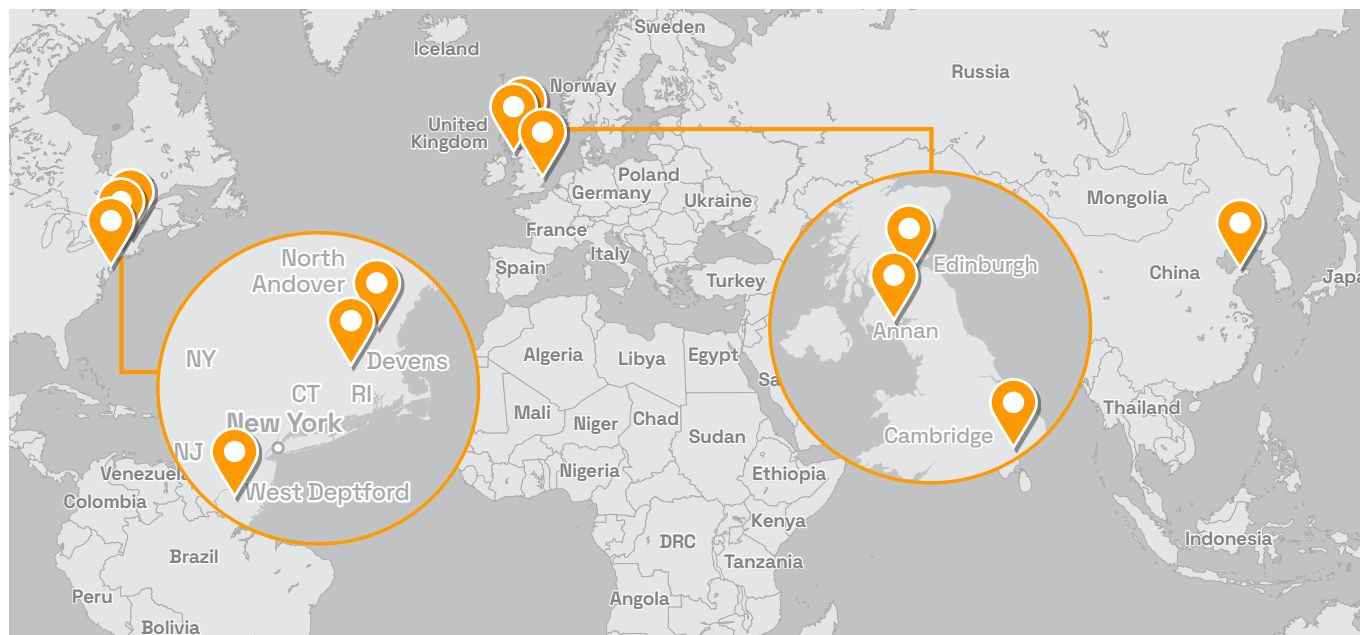 Sweden
Iceland
Russia
Norway
United
Kingdom
Poland
Germany
Ukraine
Mongolia
France
Italy
Spain
Turkey
China
Japa
North
Andover
Edinburgh
Annan
NY
Devens
CT
RI
New York
NJ
West Deptford
Cambridge
Algeria
Libya
Egypt
Sa
Mali
Niger
Chad
Sudan
Thailand
Nigeria
Ethiopia
Venezuela
Colombia
Kenya
DRC
Tanzania
Indonesia
Brazil
Peru
Angola
Bolivia